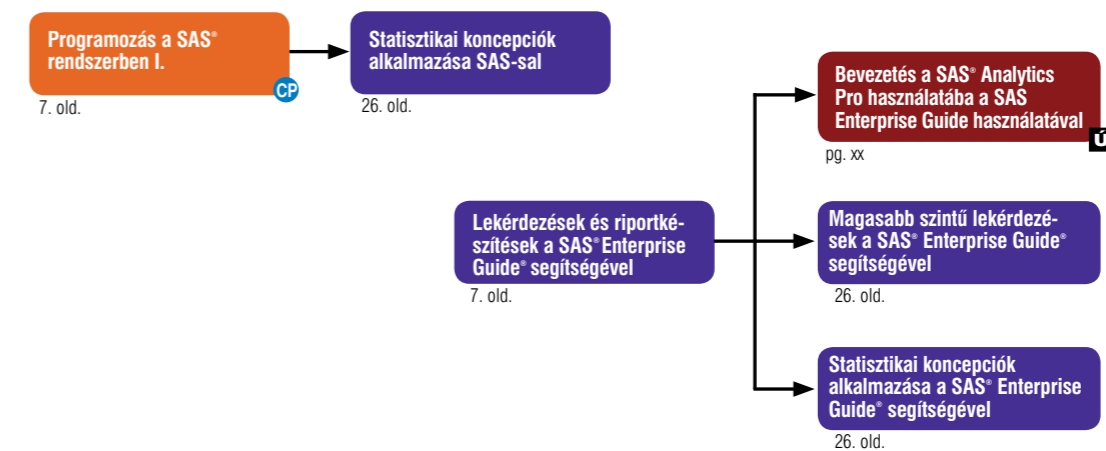 Programozás a SAS®
rendszerben I.
CP
7. old.
Statisztikai koncepciók
alkalmazása SAS-sal
26. old.
Bevezetés a SAS® Analytics
Pro használatába a SAS
Enterprise Guide használatával
pg. xx
Lekérdezések és riportké-
szítések a SAS® Enterprise
Guide® segítségével
7. old.
Magasabb szintű lekérdezé-
sek a SAS® Enterprise Guide®
segítségével
26. old.
Statisztikai koncepciók
alkalmazása a SAS® Enterprise
Guide® segítségével
26. old.